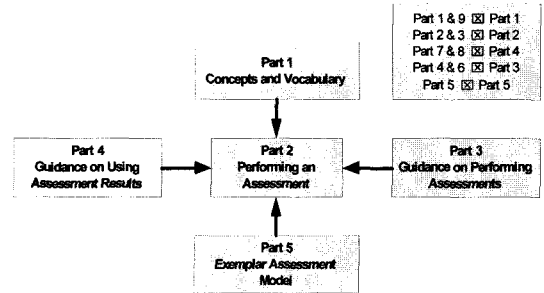 Part 1 & 9 ☒ Part 1
Part 2 & 3 ☒ Part 2
Part 7 & 8 ☒ Part 4
Part 4 & 6 ☒ Part 3
Part 5 ☒ Part 5
Part 1
Concepts and Vocabulary
Part 4
Guidance on Using
Assessment Results
Part 2
Performing an
Assessment
Part 3
Guidance on Performing
Assessments
Part 5
Exemplar Assessment
Model